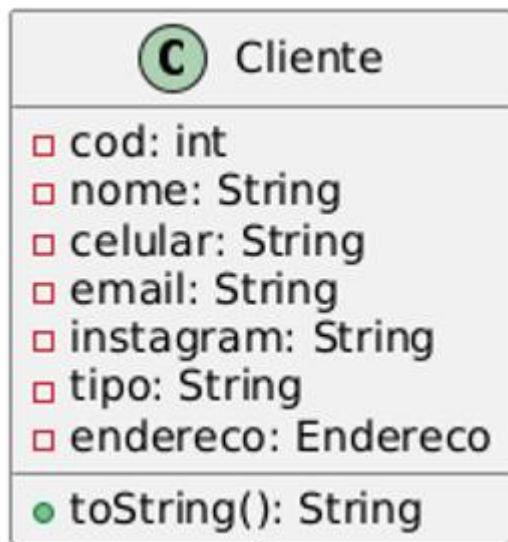 C Cliente
cod: int
nome: String
celular: String
email: String
instagram: String
tipo: String
endereco: Endereco
toString(): String